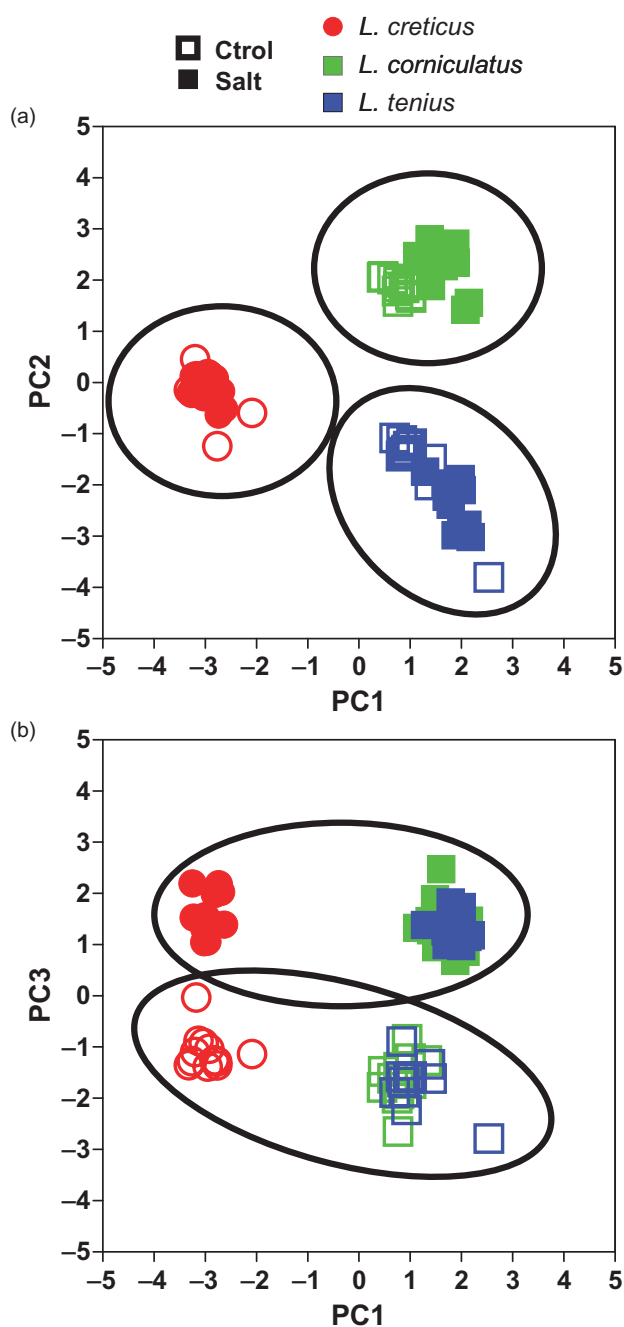 Ctrol
Salt
L. creticus
L. corniculatus
L. tenius
(a)
5
4
3
2
1
0
–1
–2
–3
–4
–5
PC2
–5 –4 –3 –2 –1 0 1 2 3 4 5
PC1
(b)
5
4
3
2
1
0
–1
–2
–3
–4
–5
PC3
–5 –4 –3 –2 –1 0 1 2 3 4 5
PC1